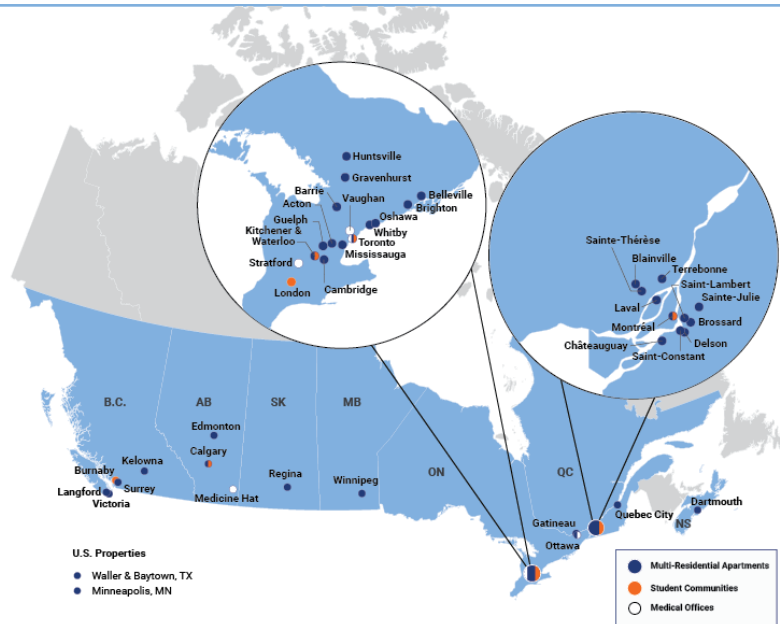 Huntsville
Gravenhurst
Barrie
Vaughan
Belleville
Acton
Brighton
Guelph
Oshawa
Kitchener &
Waterloo
Whitby
Toronto
Mississauga
Stratford
London
Cambridge
Sainte-Thérèse
Blainville
Terrebonne
Saint-Lambert
Sainte-Julie
Laval
Montréal
Brossard
Châteauguay
Delson
Saint-Constant
B.C.
AB
SK
MB
ON
QC
NS
Edmonton
Calgary
Kelowna
Burnaby
Surrey
Langford
Victoria
Medicine Hat
Regina
Winnipeg
Gatineau
Ottawa
Quebec City
Dartmouth
U.S. Properties
Waller & Baytown, TX
Minneapolis, MN
Multi-Residential Apartments
Student Communities
Medical Offices